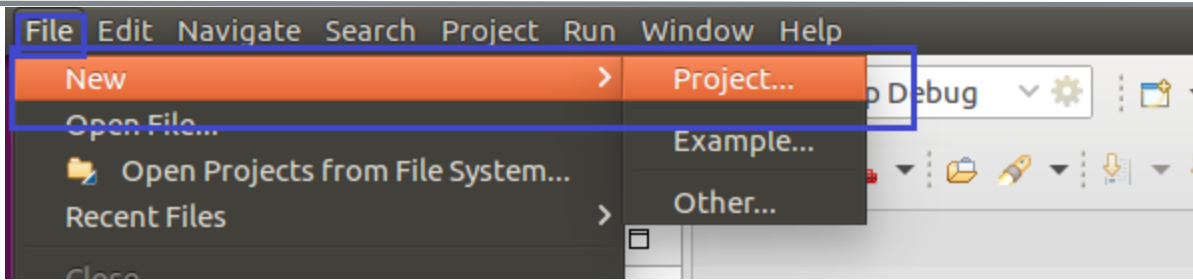 File Edit Navigate Search Project Run Window Help
New > Project...
Debug
Open File...
Example...
Open Projects from File System...
Other...
Recent Files >
Close